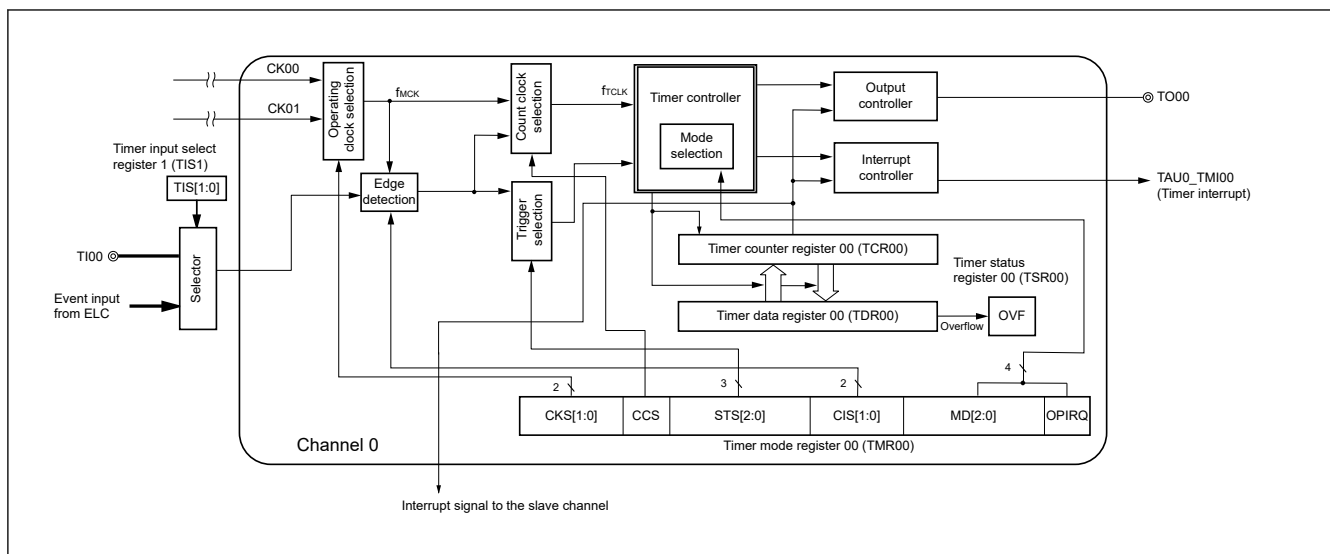 CK00
CK01
Operating
clock selection
fMCK
Count clock
selection
fTCLK
Timer controller
Mode
selection
Output
controller
TO00
Interrupt
controller
TAU0_TMI00
(Timer interrupt)
Timer input select
register 1 (TIS1)
TIS[1:0]
Edge
detection
Trigger
selection
TI00
Selector
Event input
from ELC
Timer counter register 00 (TCR00)
Timer status
register 00 (TSR00)
Timer data register 00 (TDR00)
Overflow
OVF
2
3
2
4
CKS[1:0]
CCS
STS[2:0]
CIS[1:0]
MD[2:0]
OPIRQ
Channel 0
Timer mode register 00 (TMR00)
Interrupt signal to the slave channel